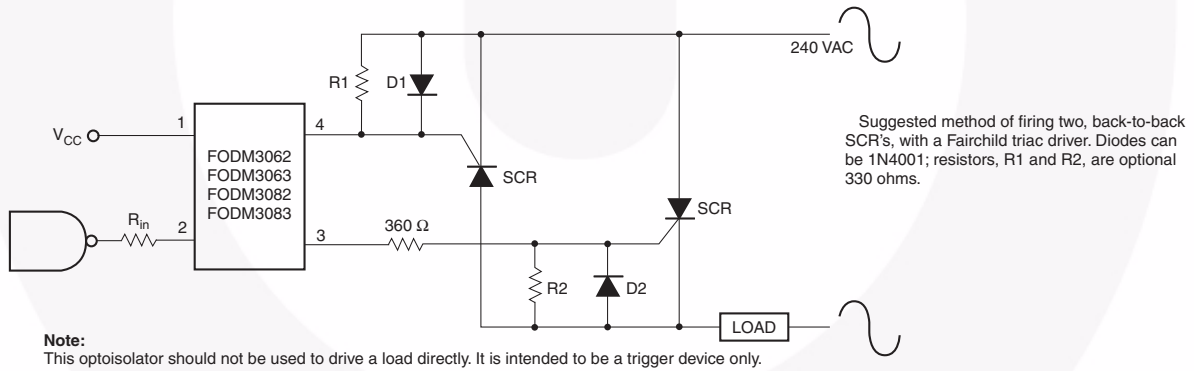 240 VAC
R1
D1
V_CC
1
4
FODM3062
FODM3063
FODM3082
FODM3083
SCR
Suggested method of firing two, back-to-back
SCR's, with a Fairchild triac driver. Diodes can
be 1N4001; resistors, R1 and R2, are optional
330 ohms.
R_in
2
3
360 Ω
SCR
R2
D2
LOAD
Note:
This optoisolator should not be used to drive a load directly. It is intended to be a trigger device only.